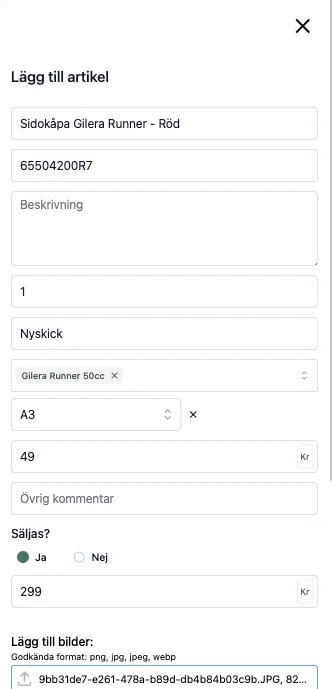 Lägg till artikel
Sidokåpa Gilera Runner - Röd
65504200R7
Beskrivning
1
Nyskick
Gilera Runner 50cc
A3
49 Kr
Övrig kommentar
Säljas?
Ja Nej
299 Kr
Lägg till bilder:
Godkända format: png, jpg, jpeg, webp
9bb31de7-e261-478a-b89d-db4b84b03c9b.JPG, 82...